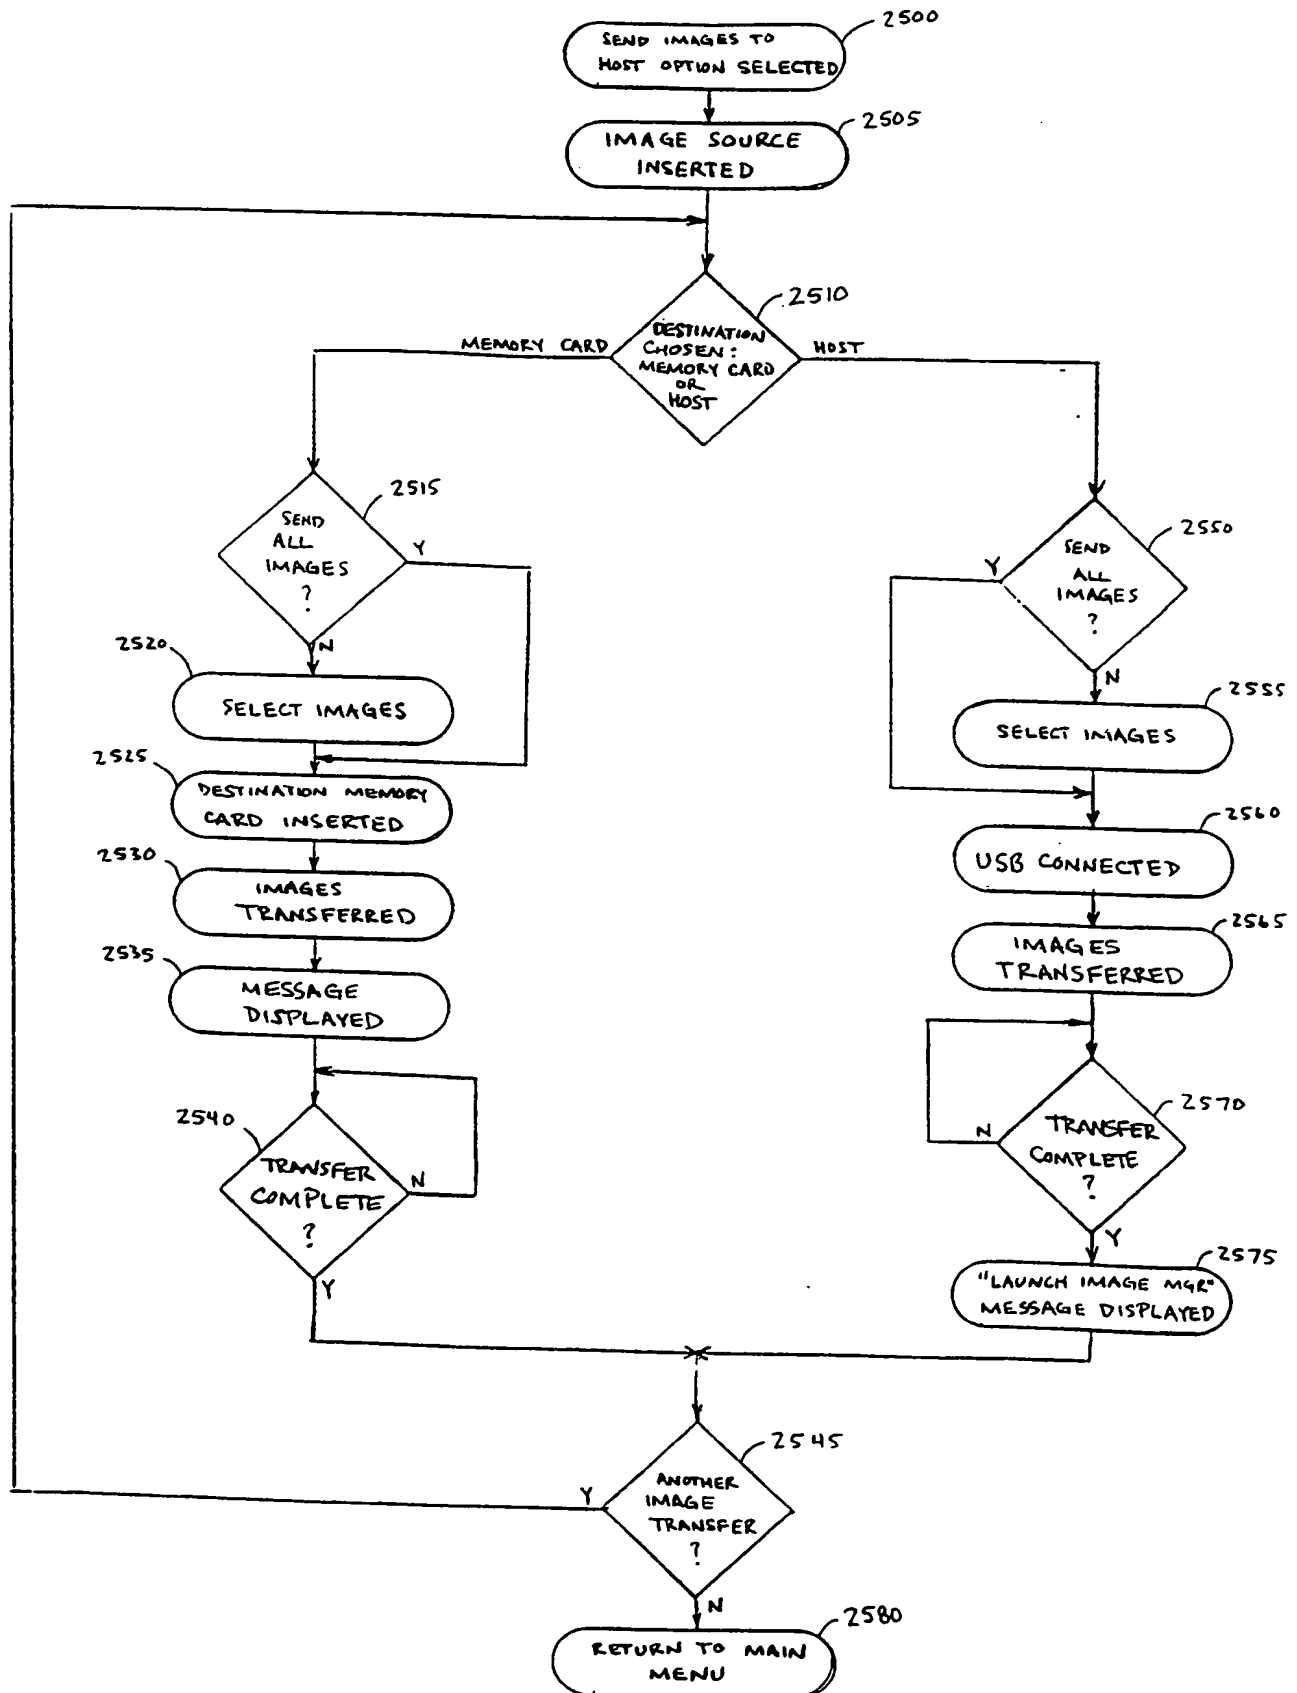 2500
SEND IMAGES TO
HOST OPTION SELECTED
2505
IMAGE SOURCE
INSERTED
2510
DESTINATION
CHOSEN:
MEMORY CARD
OR
HOST
MEMORY CARD
HOST
2515
SEND
ALL
IMAGES
?
Y
N
2520
SELECT IMAGES
2525
DESTINATION MEMORY
CARD INSERTED
2530
IMAGES
TRANSFERRED
2535
MESSAGE
DISPLAYED
2540
TRANSFER
COMPLETE
?
N
Y
2550
SEND
ALL
IMAGES
?
Y
N
2555
SELECT IMAGES
2560
USB CONNECTED
2565
IMAGES
TRANSFERRED
2570
TRANSFER
COMPLETE
?
N
Y
2575
"LAUNCH IMAGE MGR"
MESSAGE DISPLAYED
2545
ANOTHER
IMAGE
TRANSFER
?
Y
N
2580
RETURN TO MAIN
MENU